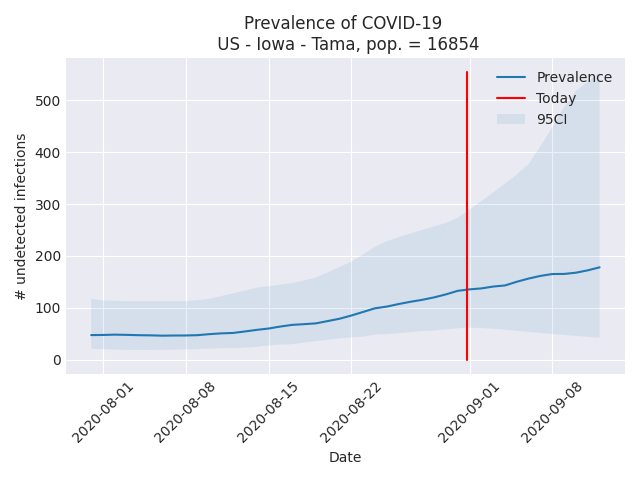 Prevalence of COVID-19
US - Iowa - Tama, pop. = 16854
# undetected infections
500
400
300
200
100
0
Prevalence
Today
95CI
2020-08-01
2020-08-08
2020-08-15
2020-08-22
2020-09-01
2020-09-08
Date